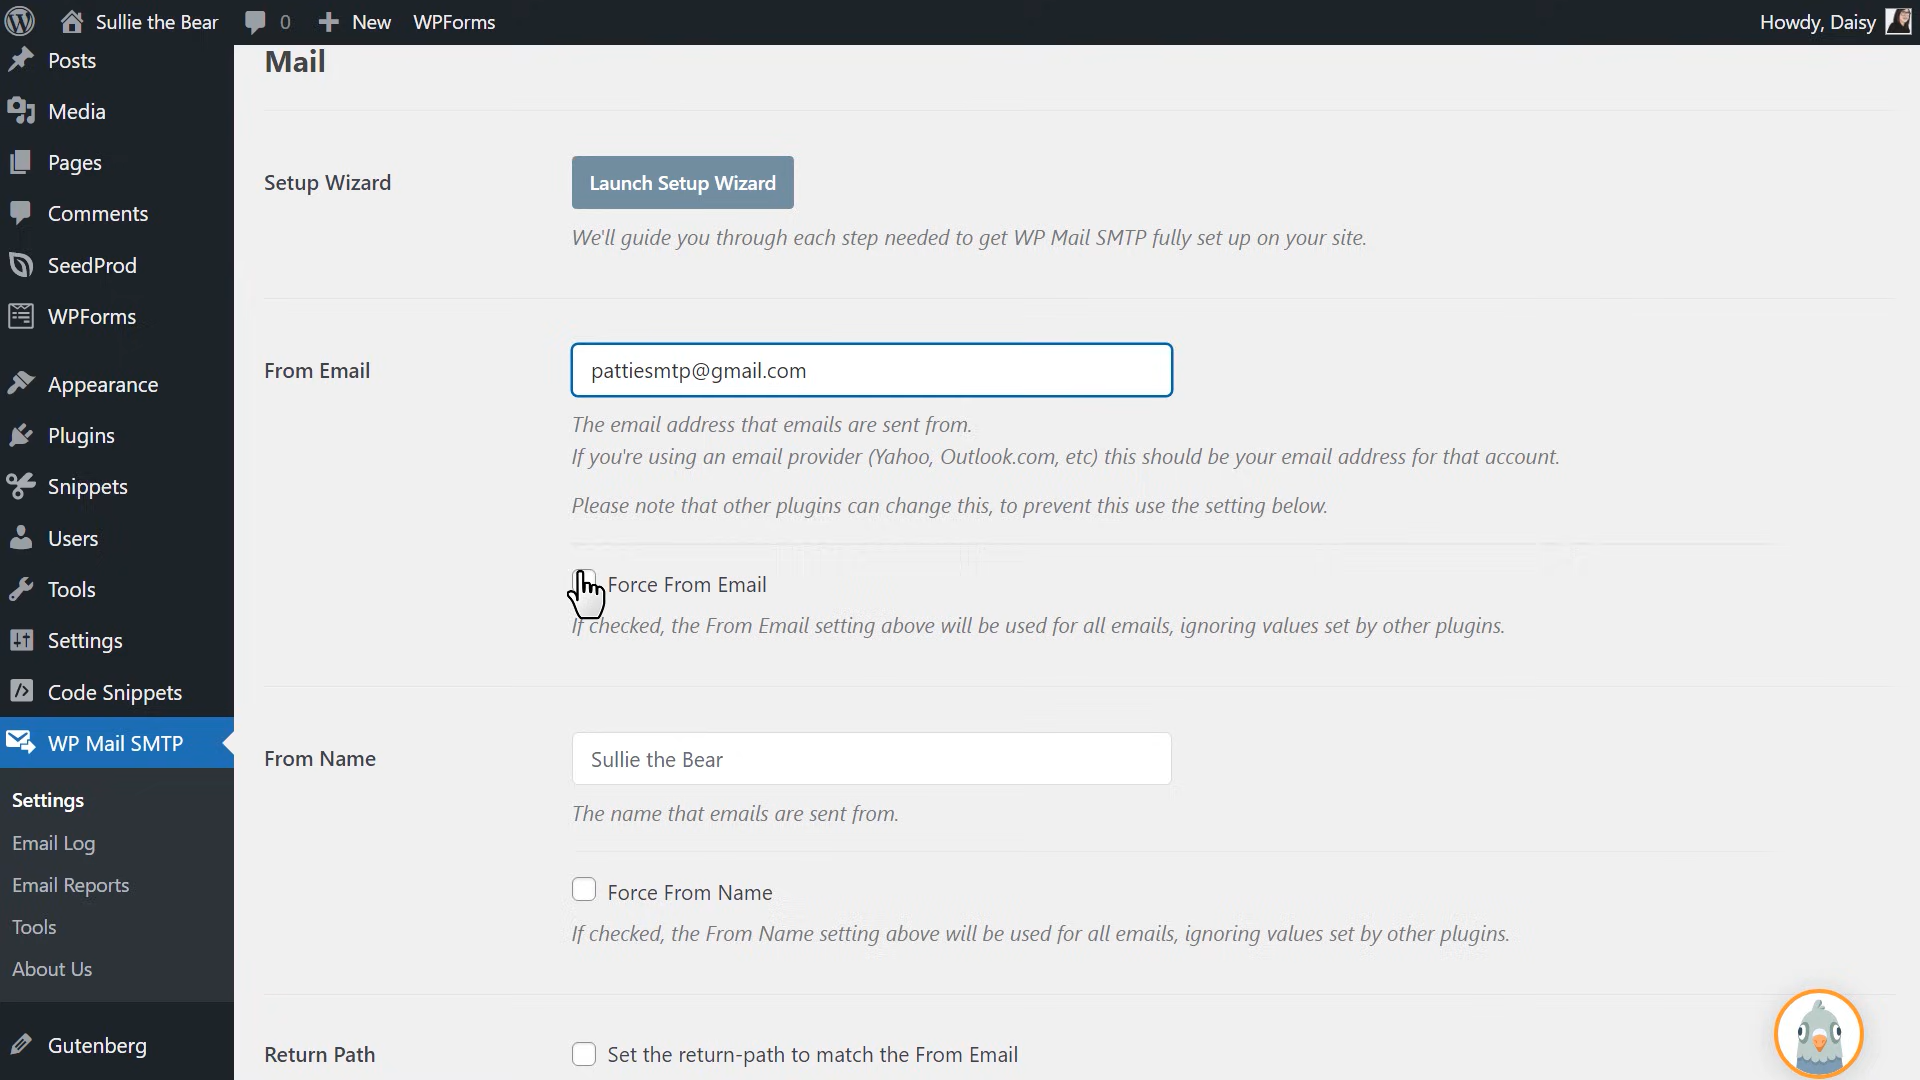 Sullie the Bear
0
New
WPForms
Howdy, Daisy
Posts
Media
Pages
Comments
SeedProd
WPForms
Appearance
Plugins
Snippets
Users
Tools
Settings
Code Snippets
WP Mail SMTP
Settings
Email Log
Email Reports
Tools
About Us
Gutenberg
Mail
Setup Wizard
Launch Setup Wizard
We'll guide you through each step needed to get WP Mail SMTP fully set up on your site.
From Email
pattiesmtp@gmail.com
The email address that emails are sent from.
If you're using an email provider (Yahoo, Outlook.com, etc) this should be your email address for that account.
Please note that other plugins can change this, to prevent this use the setting below.
Force From Email
If checked, the From Email setting above will be used for all emails, ignoring values set by other plugins.
From Name
Sullie the Bear
The name that emails are sent from.
Force From Name
If checked, the From Name setting above will be used for all emails, ignoring values set by other plugins.
Return Path
Set the return-path to match the From Email